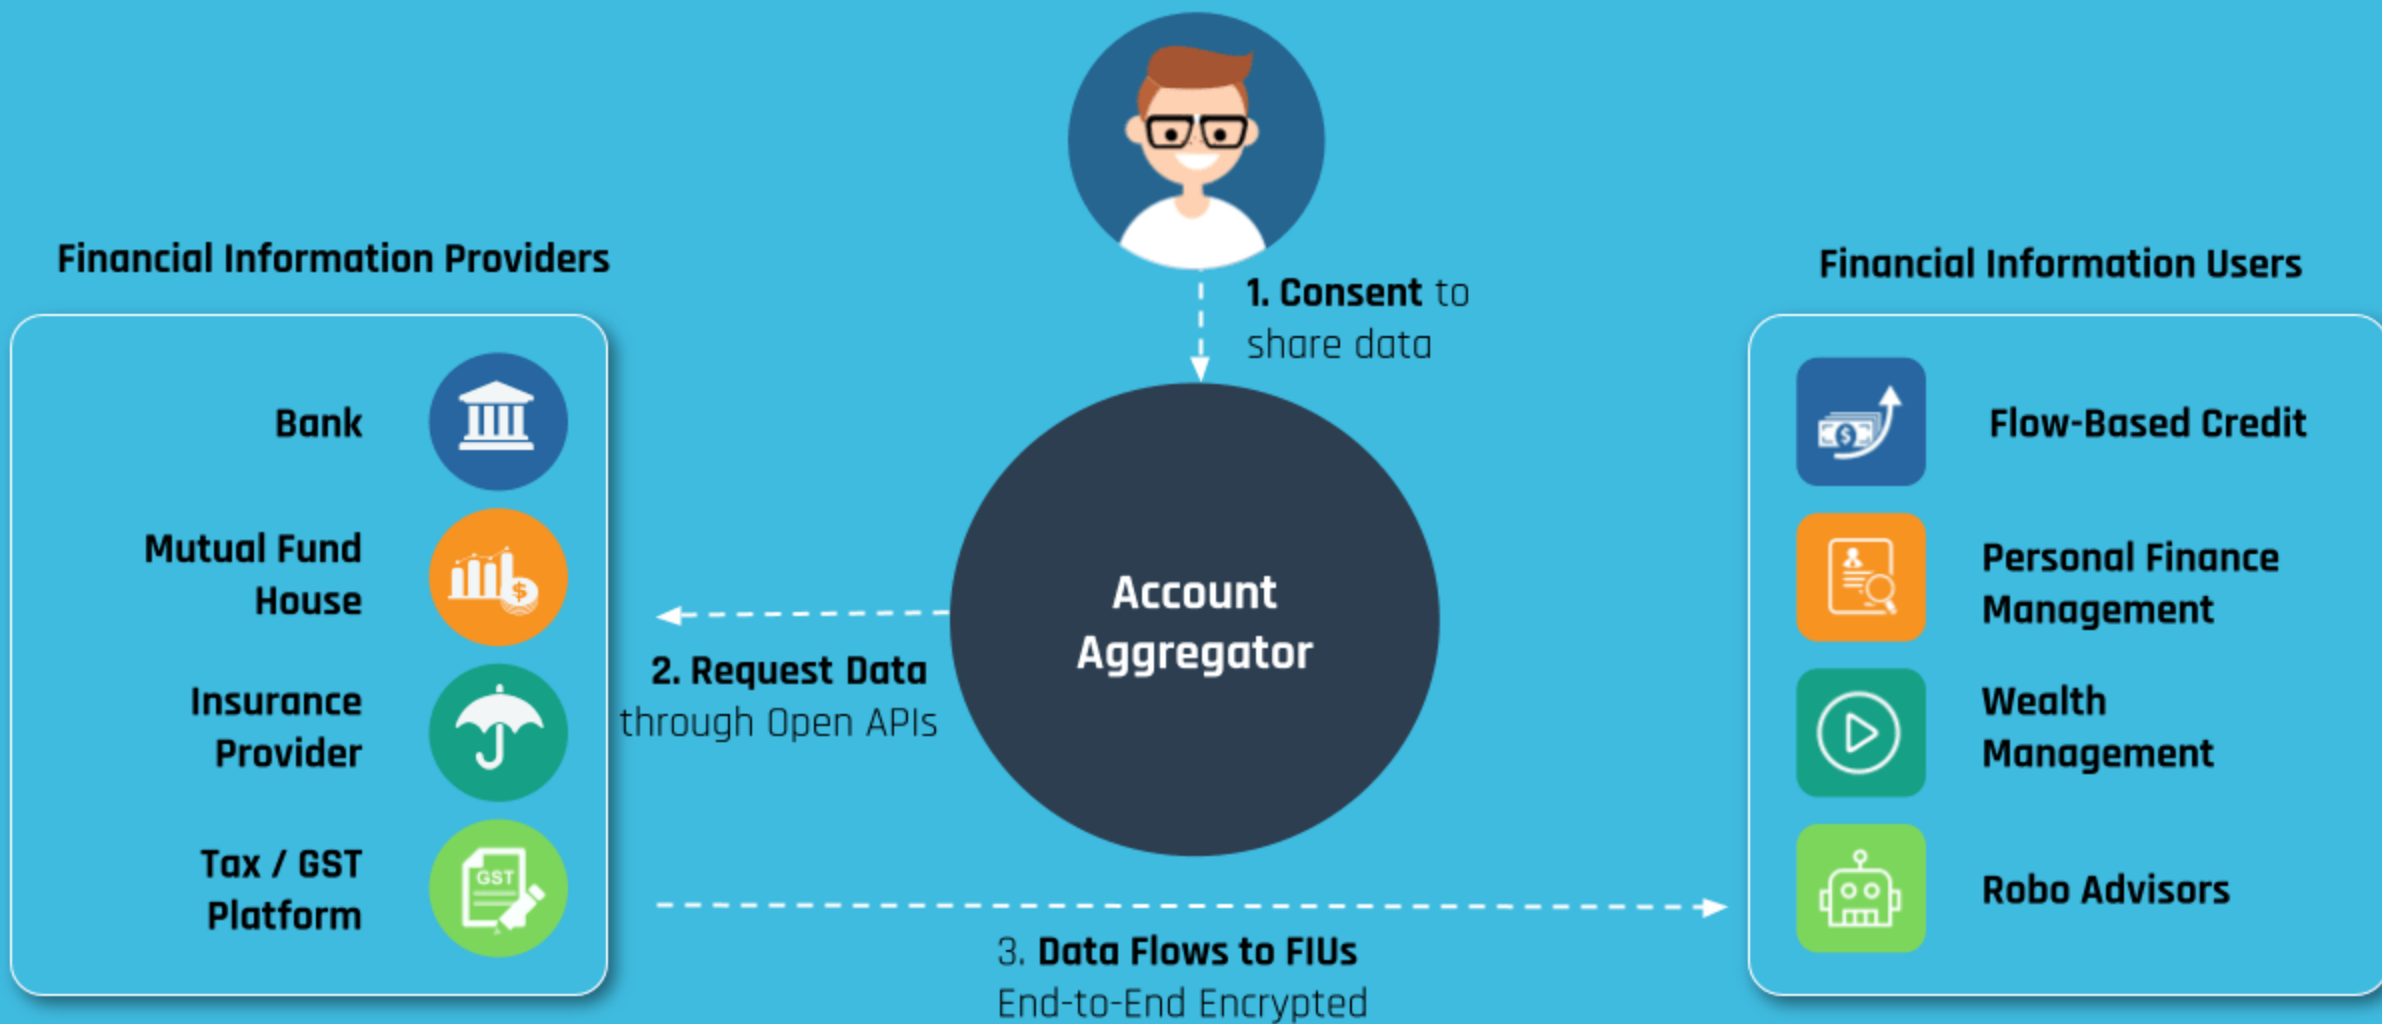 Financial Information Providers
Bank
Mutual Fund
House
Insurance
Provider
Tax / GST
Platform
GST
1. Consent to
share data
Account
Aggregator
2. Request Data
through Open APIs
3. Data Flows to FIUs
End-to-End Encrypted
Financial Information Users
Flow-Based Credit
Personal Finance
Management
Wealth
Management
Robo Advisors